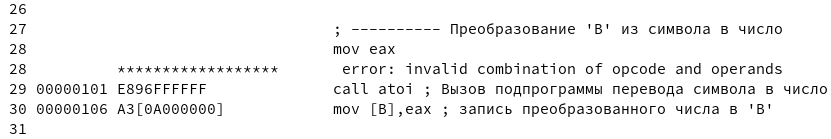 26
27 ; ---------- Преобразование 'B' из символа в число
28 mov eax
28 ****************** error: invalid combination of opcode and operands
29 00000101 E896FFFFFF call atoi ; Вызов подпрограммы перевода символа в число
30 00000106 A3[0A000000] mov [B],eax ; запись преобразованного числа в 'B'
31